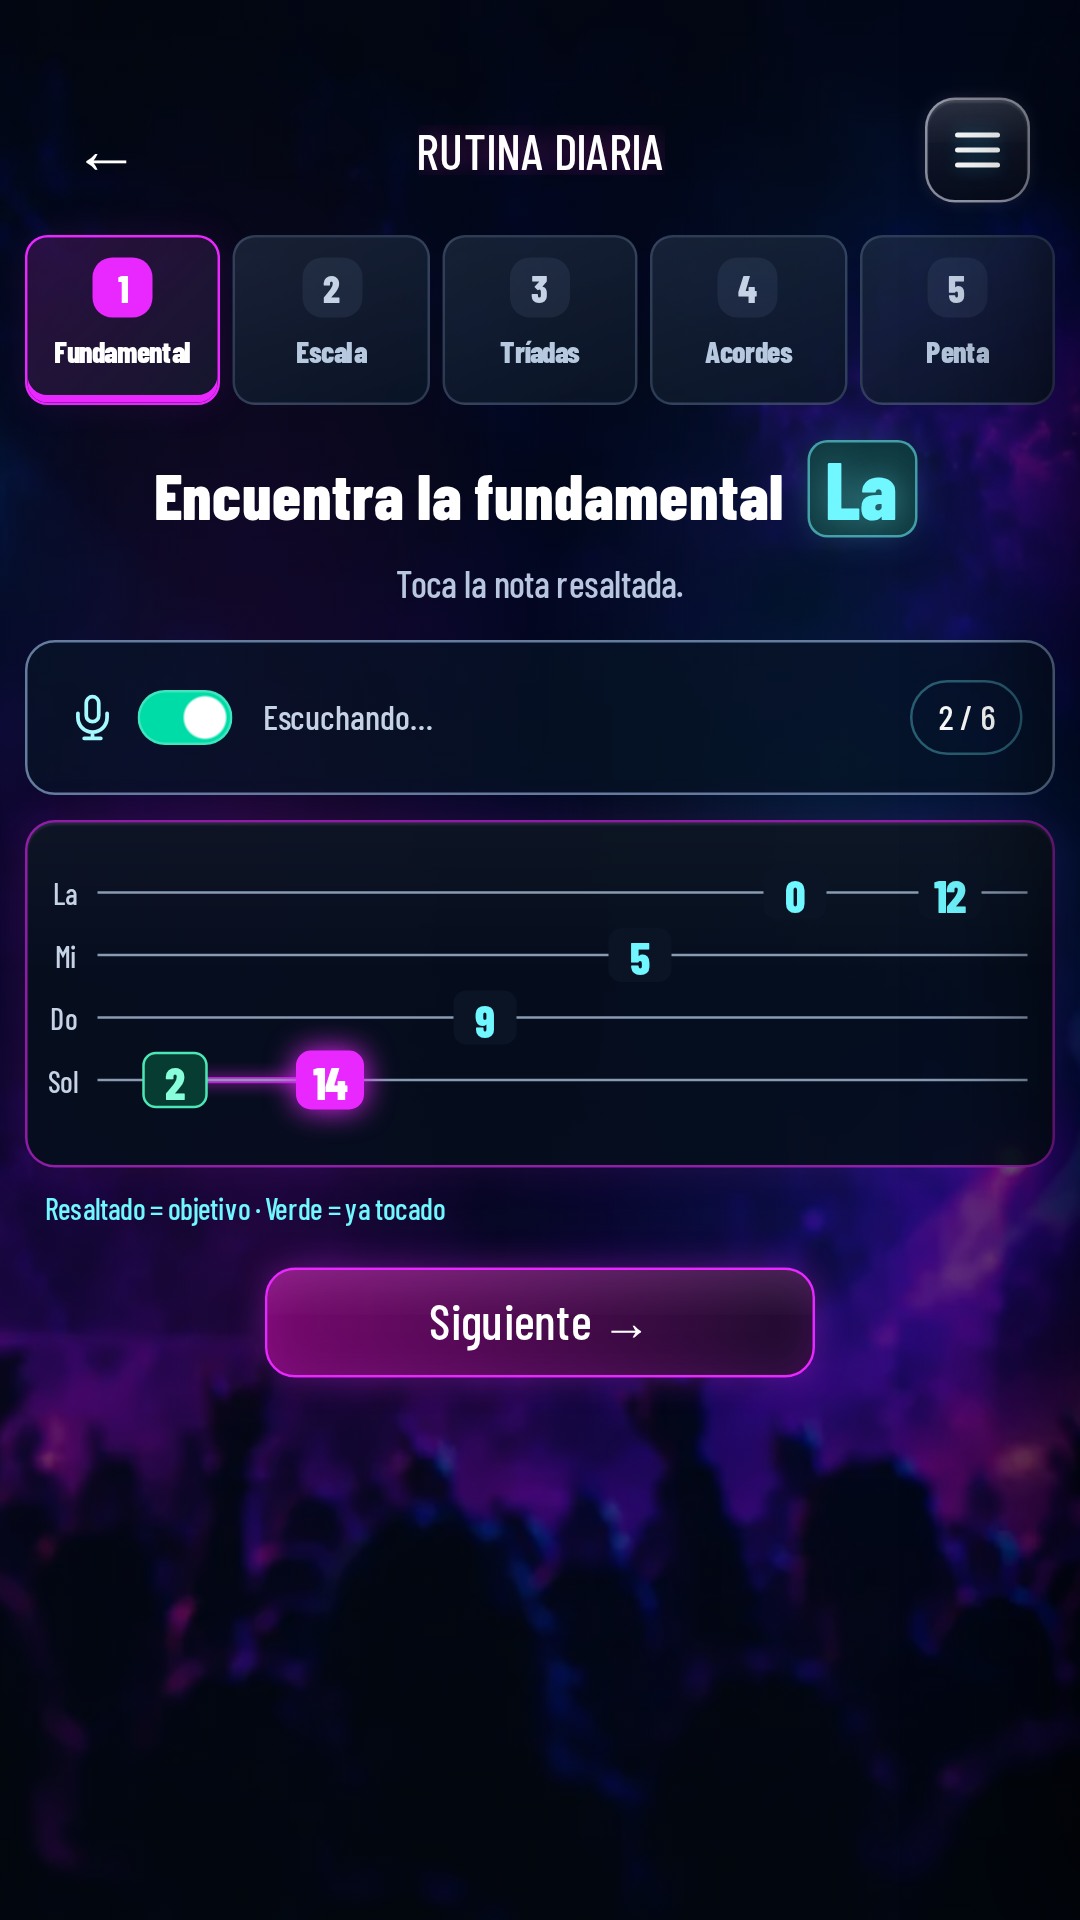 ← RUTINA DIARIA
1 2 3 4 5
Fundamental Escala Tríadas Acordes Penta
Encuentra la fundamental La
Toca la nota resaltada.
Escuchando... 2 / 6
La 0 12
Mi 5
Do 9
Sol 2 14
Resaltado = objetivo · Verde = ya tocado
Siguiente →